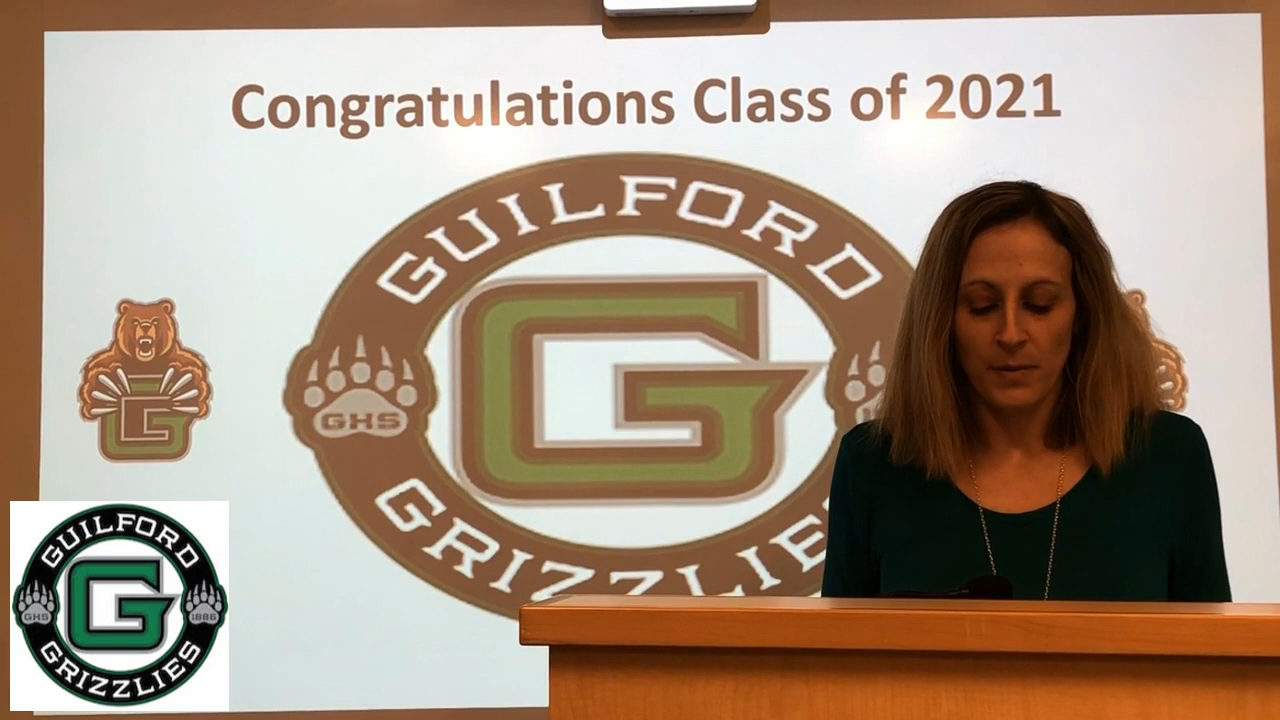 Congratulations Class of 2021
GUILFORD
G
G
GHS
GRIZZLIES
GUILFORD
G
GHS
1886
GRIZZLIES